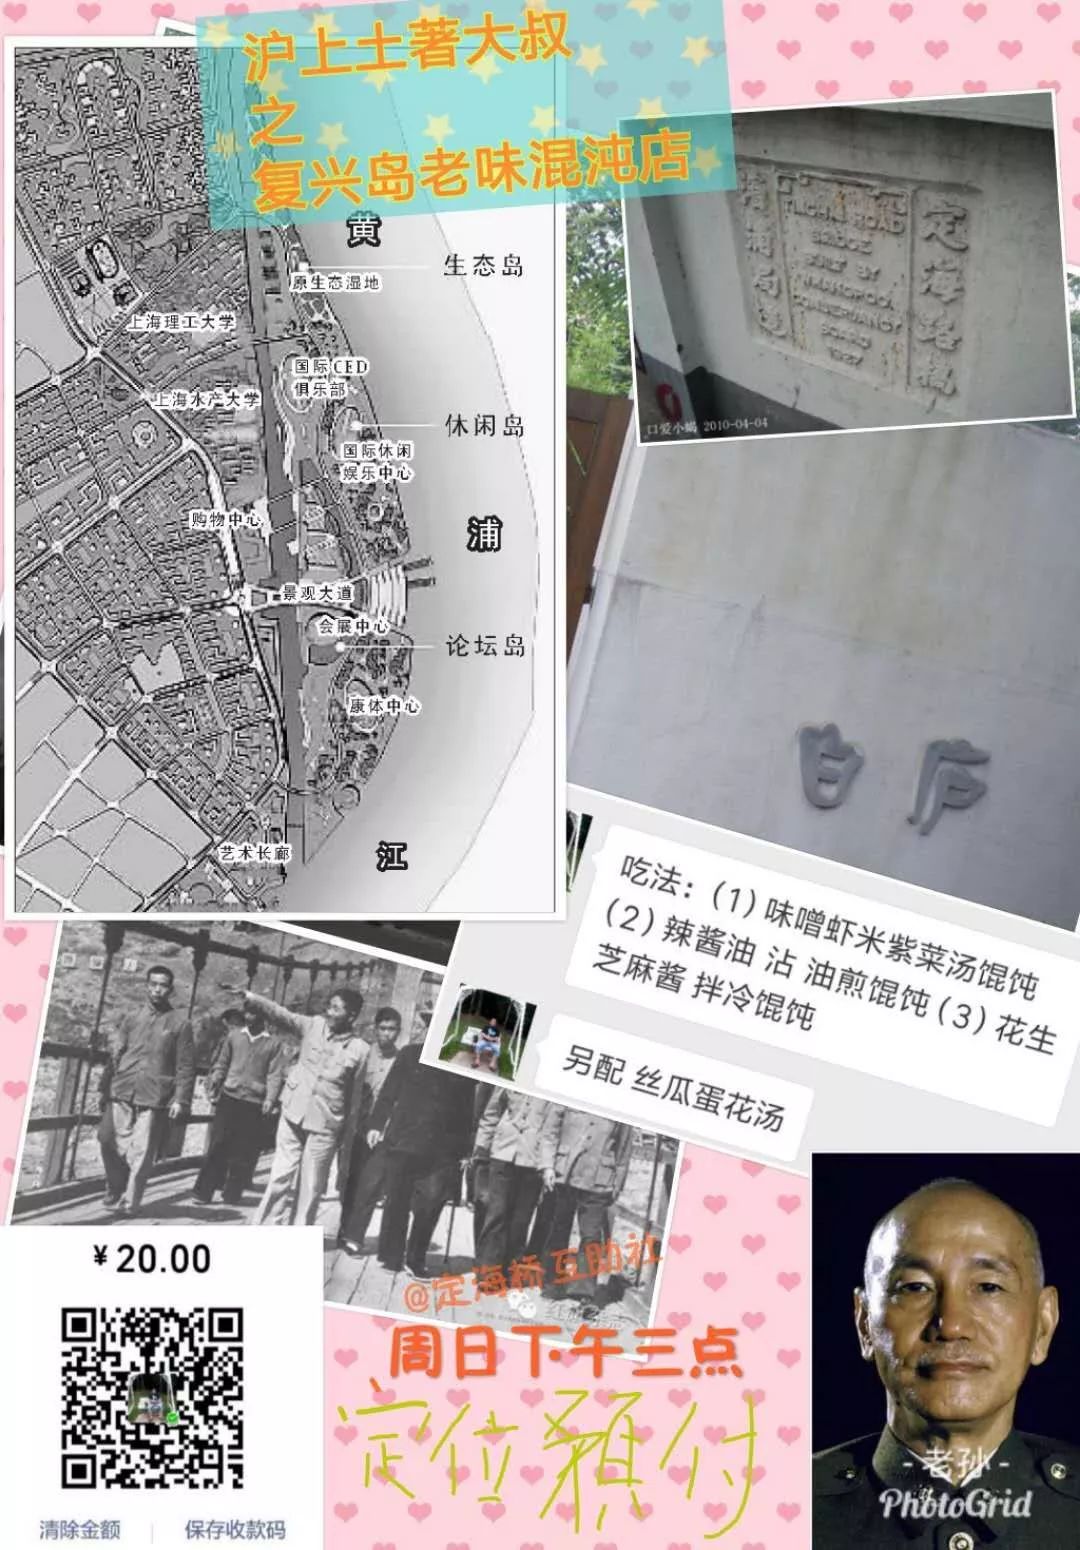 沪上土著大叔
之
复兴岛老味混沌店
黄
生态岛
原生态湿地
上海理工大学
国际CED
俱乐部
上海水产大学
休闲岛
国际休闲
娱乐中心
购物中心
浦
景观大道
会展中心
论坛岛
康体中心
艺术长廊
江
定海路桥
BRIDGE
BUILT BY
WHANGPOO
CONSERVANCY
BOARD
1927
口爱小蝎 2010-04-04
白庐
吃法：(1) 味噌虾米紫菜汤馄饨
(2) 辣酱油 沾 油煎馄饨 (3) 花生
芝麻酱 拌冷馄饨
另配 丝瓜蛋花汤
¥ 20.00
清除金额
保存收款码
@定海桥互助社
周日下午三点
定位预付
-老孙-
PhotoGrid